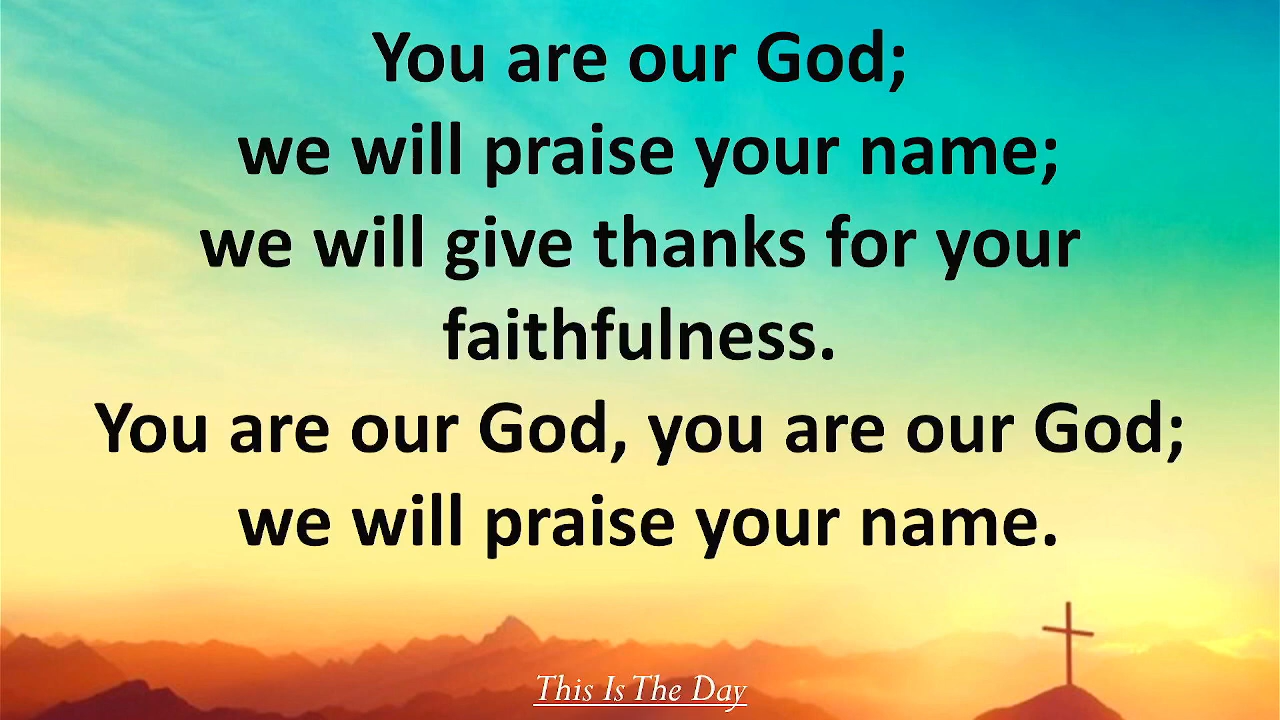 You are our God;
we will praise your name;
we will give thanks for your
faithfulness.
You are our God, you are our God;
we will praise your name.
This Is The Day